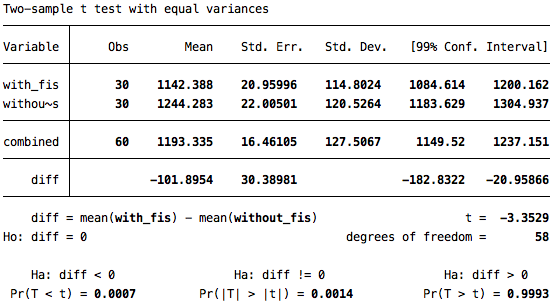 Two-sample t test with equal variances
Variable Obs Mean Std. Err. Std. Dev. [99% Conf. Interval]
with_fis 30 1142.388 20.95996 114.8024 1084.614 1200.162
withou~s 30 1244.283 22.00501 120.5264 1183.629 1304.937
combined 60 1193.335 16.46105 127.5067 1149.52 1237.151
diff -101.8954 30.38981 -182.8322 -20.95866
diff = mean(with_fis) - mean(without_fis) t = -3.3529
Ho: diff = 0 degrees of freedom = 58
Ha: diff < 0 Ha: diff != 0 Ha: diff > 0
Pr(T < t) = 0.0007 Pr(|T| > |t|) = 0.0014 Pr(T > t) = 0.9993